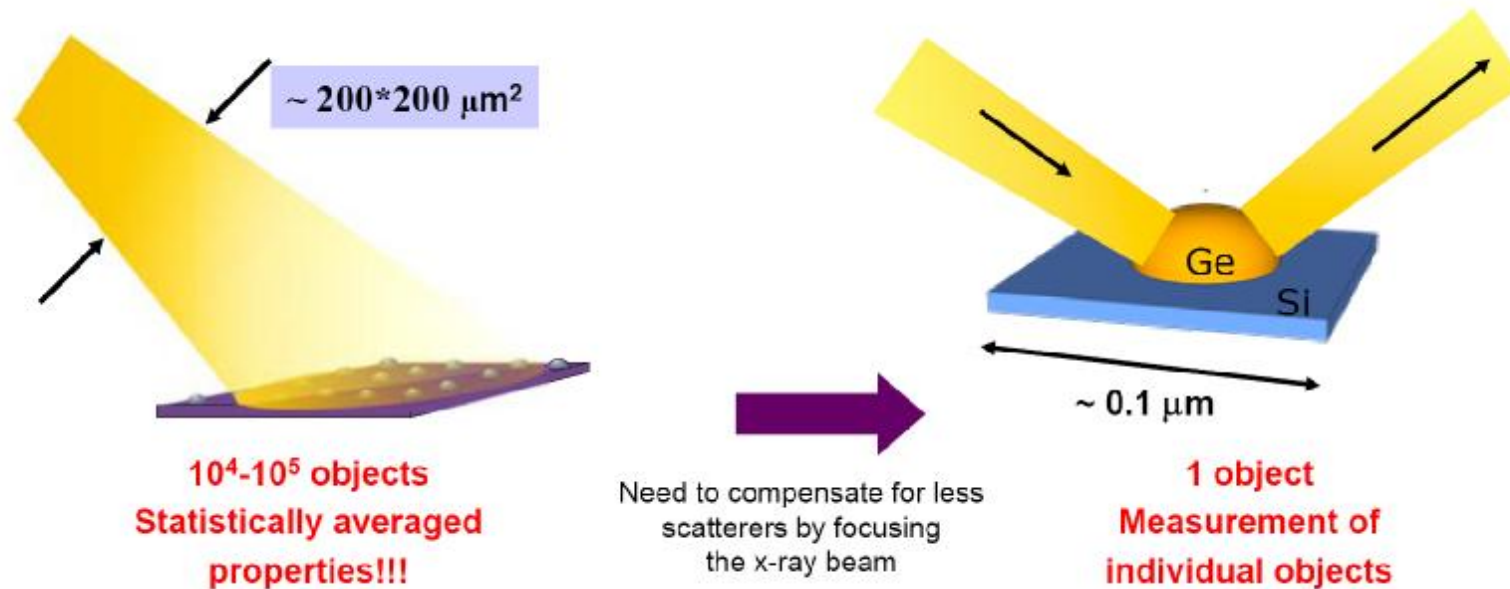 ~ 200*200 μm²
Ge
Si
~ 0.1 μm
10⁴-10⁵ objects
Statistically averaged
properties!!!
Need to compensate for less
scatterers by focusing
the x-ray beam
1 object
Measurement of
individual objects